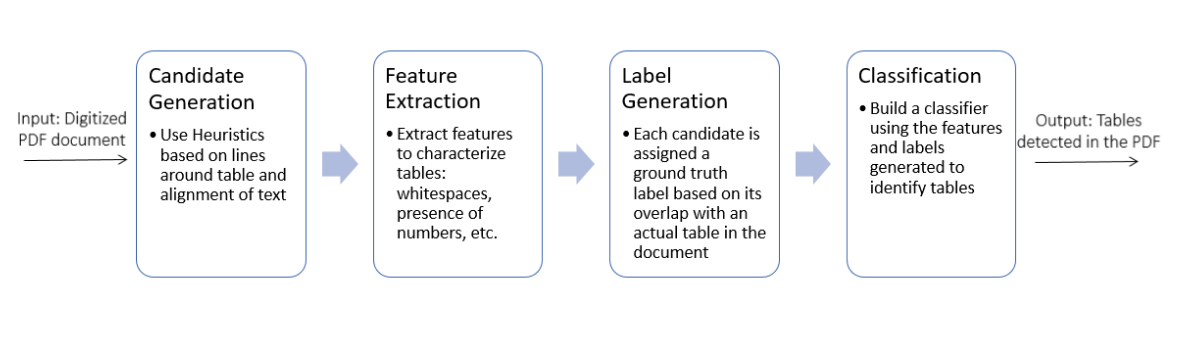 Input: Digitized
PDF document
Candidate
Generation
• Use Heuristics
based on lines
around table and
alignment of text
Feature
Extraction
• Extract features
to characterize
tables:
whitespaces,
presence of
numbers, etc.
Label
Generation
• Each candidate is
assigned a
ground truth
label based on its
overlap with an
actual table in the
document
Classification
• Build a classifier
using the features
and labels
generated to
identify tables
Output: Tables
detected in the PDF